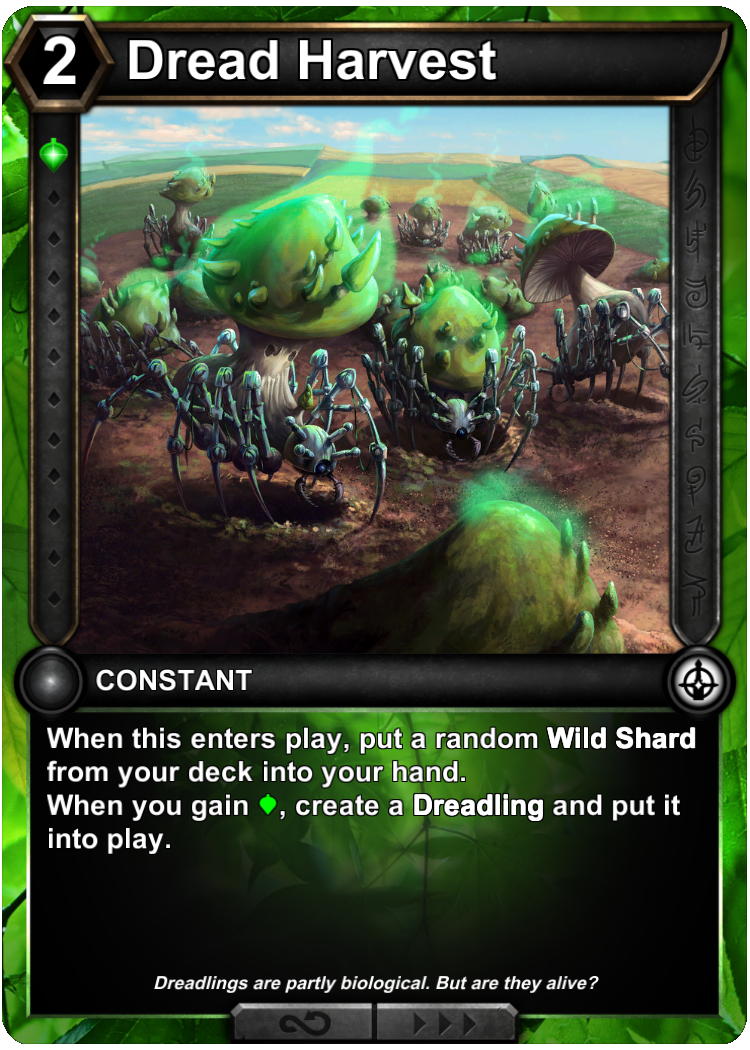 2 Dread Harvest
CONSTANT
When this enters play, put a random Wild Shard
from your deck into your hand.
When you gain , create a Dreadling and put it
into play.
Dreadlings are partly biological. But are they alive?